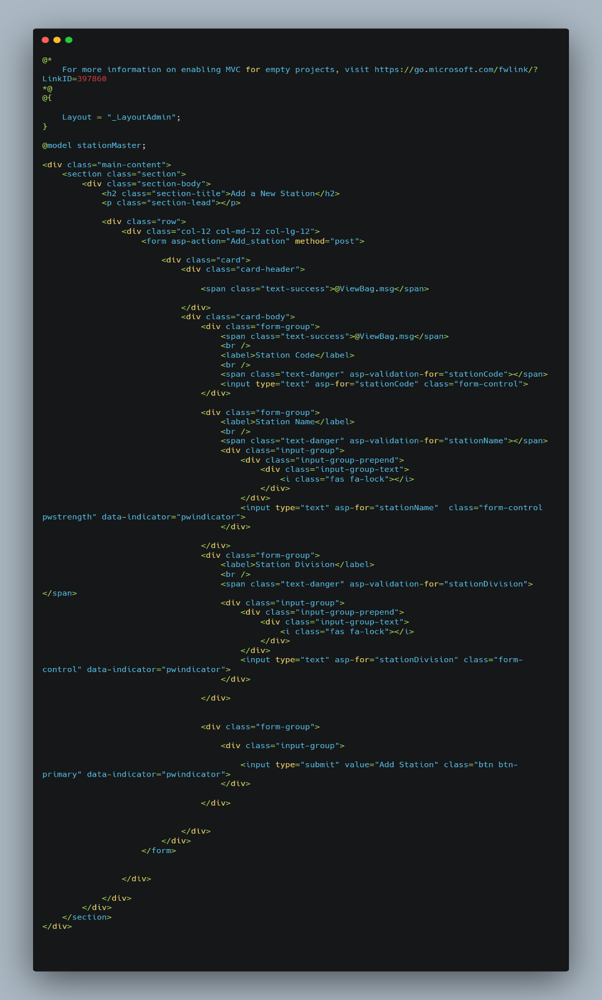 @*
    For more information on enabling MVC for empty projects, visit https://go.microsoft.com/fwlink/?
LinkID=397860
*@
@{

    Layout = "_LayoutAdmin";
}

@model stationMaster;

<div class="main-content">
    <section class="section">
        <div class="section-body">
            <h2 class="section-title">Add a New Station</h2>
            <p class="section-lead"></p>

            <div class="row">
                <div class="col-12 col-md-12 col-lg-12">
                    <form asp-action="Add_station" method="post">

                        <div class="card">
                            <div class="card-header">

                                <span class="text-success">@ViewBag.msg</span>

                            </div>
                            <div class="card-body">
                                <div class="form-group">
                                    <span class="text-success">@ViewBag.msg</span>
                                    <br />
                                    <label>Station Code</label>
                                    <br />
                                    <span class="text-danger" asp-validation-for="stationCode"></span>
                                    <input type="text" asp-for="stationCode" class="form-control">
                                </div>

                                <div class="form-group">
                                    <label>Station Name</label>
                                    <br />
                                    <span class="text-danger" asp-validation-for="stationName"></span>
                                    <div class="input-group">
                                        <div class="input-group-prepend">
                                            <div class="input-group-text">
                                                <i class="fas fa-lock"></i>
                                            </div>
                                        </div>
                                        <input type="text" asp-for="stationName"  class="form-control
pwstrength" data-indicator="pwindicator">
                                    </div>

                                </div>
                                <div class="form-group">
                                    <label>Station Division</label>
                                    <br />
                                    <span class="text-danger" asp-validation-for="stationDivision">
</span>
                                    <div class="input-group">
                                        <div class="input-group-prepend">
                                            <div class="input-group-text">
                                                <i class="fas fa-lock"></i>
                                            </div>
                                        </div>
                                        <input type="text" asp-for="stationDivision" class="form-
control" data-indicator="pwindicator">
                                    </div>

                                </div>


                                <div class="form-group">

                                    <div class="input-group">

                                        <input type="submit" value="Add Station" class="btn btn-
primary" data-indicator="pwindicator">
                                    </div>

                                </div>


                            </div>
                        </div>
                    </form>


                </div>

            </div>
        </div>
    </section>
</div>